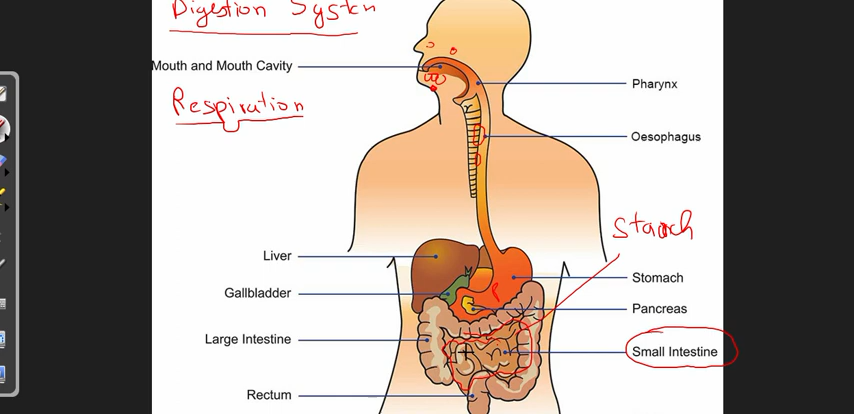 Digestion System
Mouth and Mouth Cavity
Pharynx
Respiration
Oesophagus
Starch
Liver
Stomach
Gallbladder
Pancreas
Large Intestine
Small Intestine
Rectum